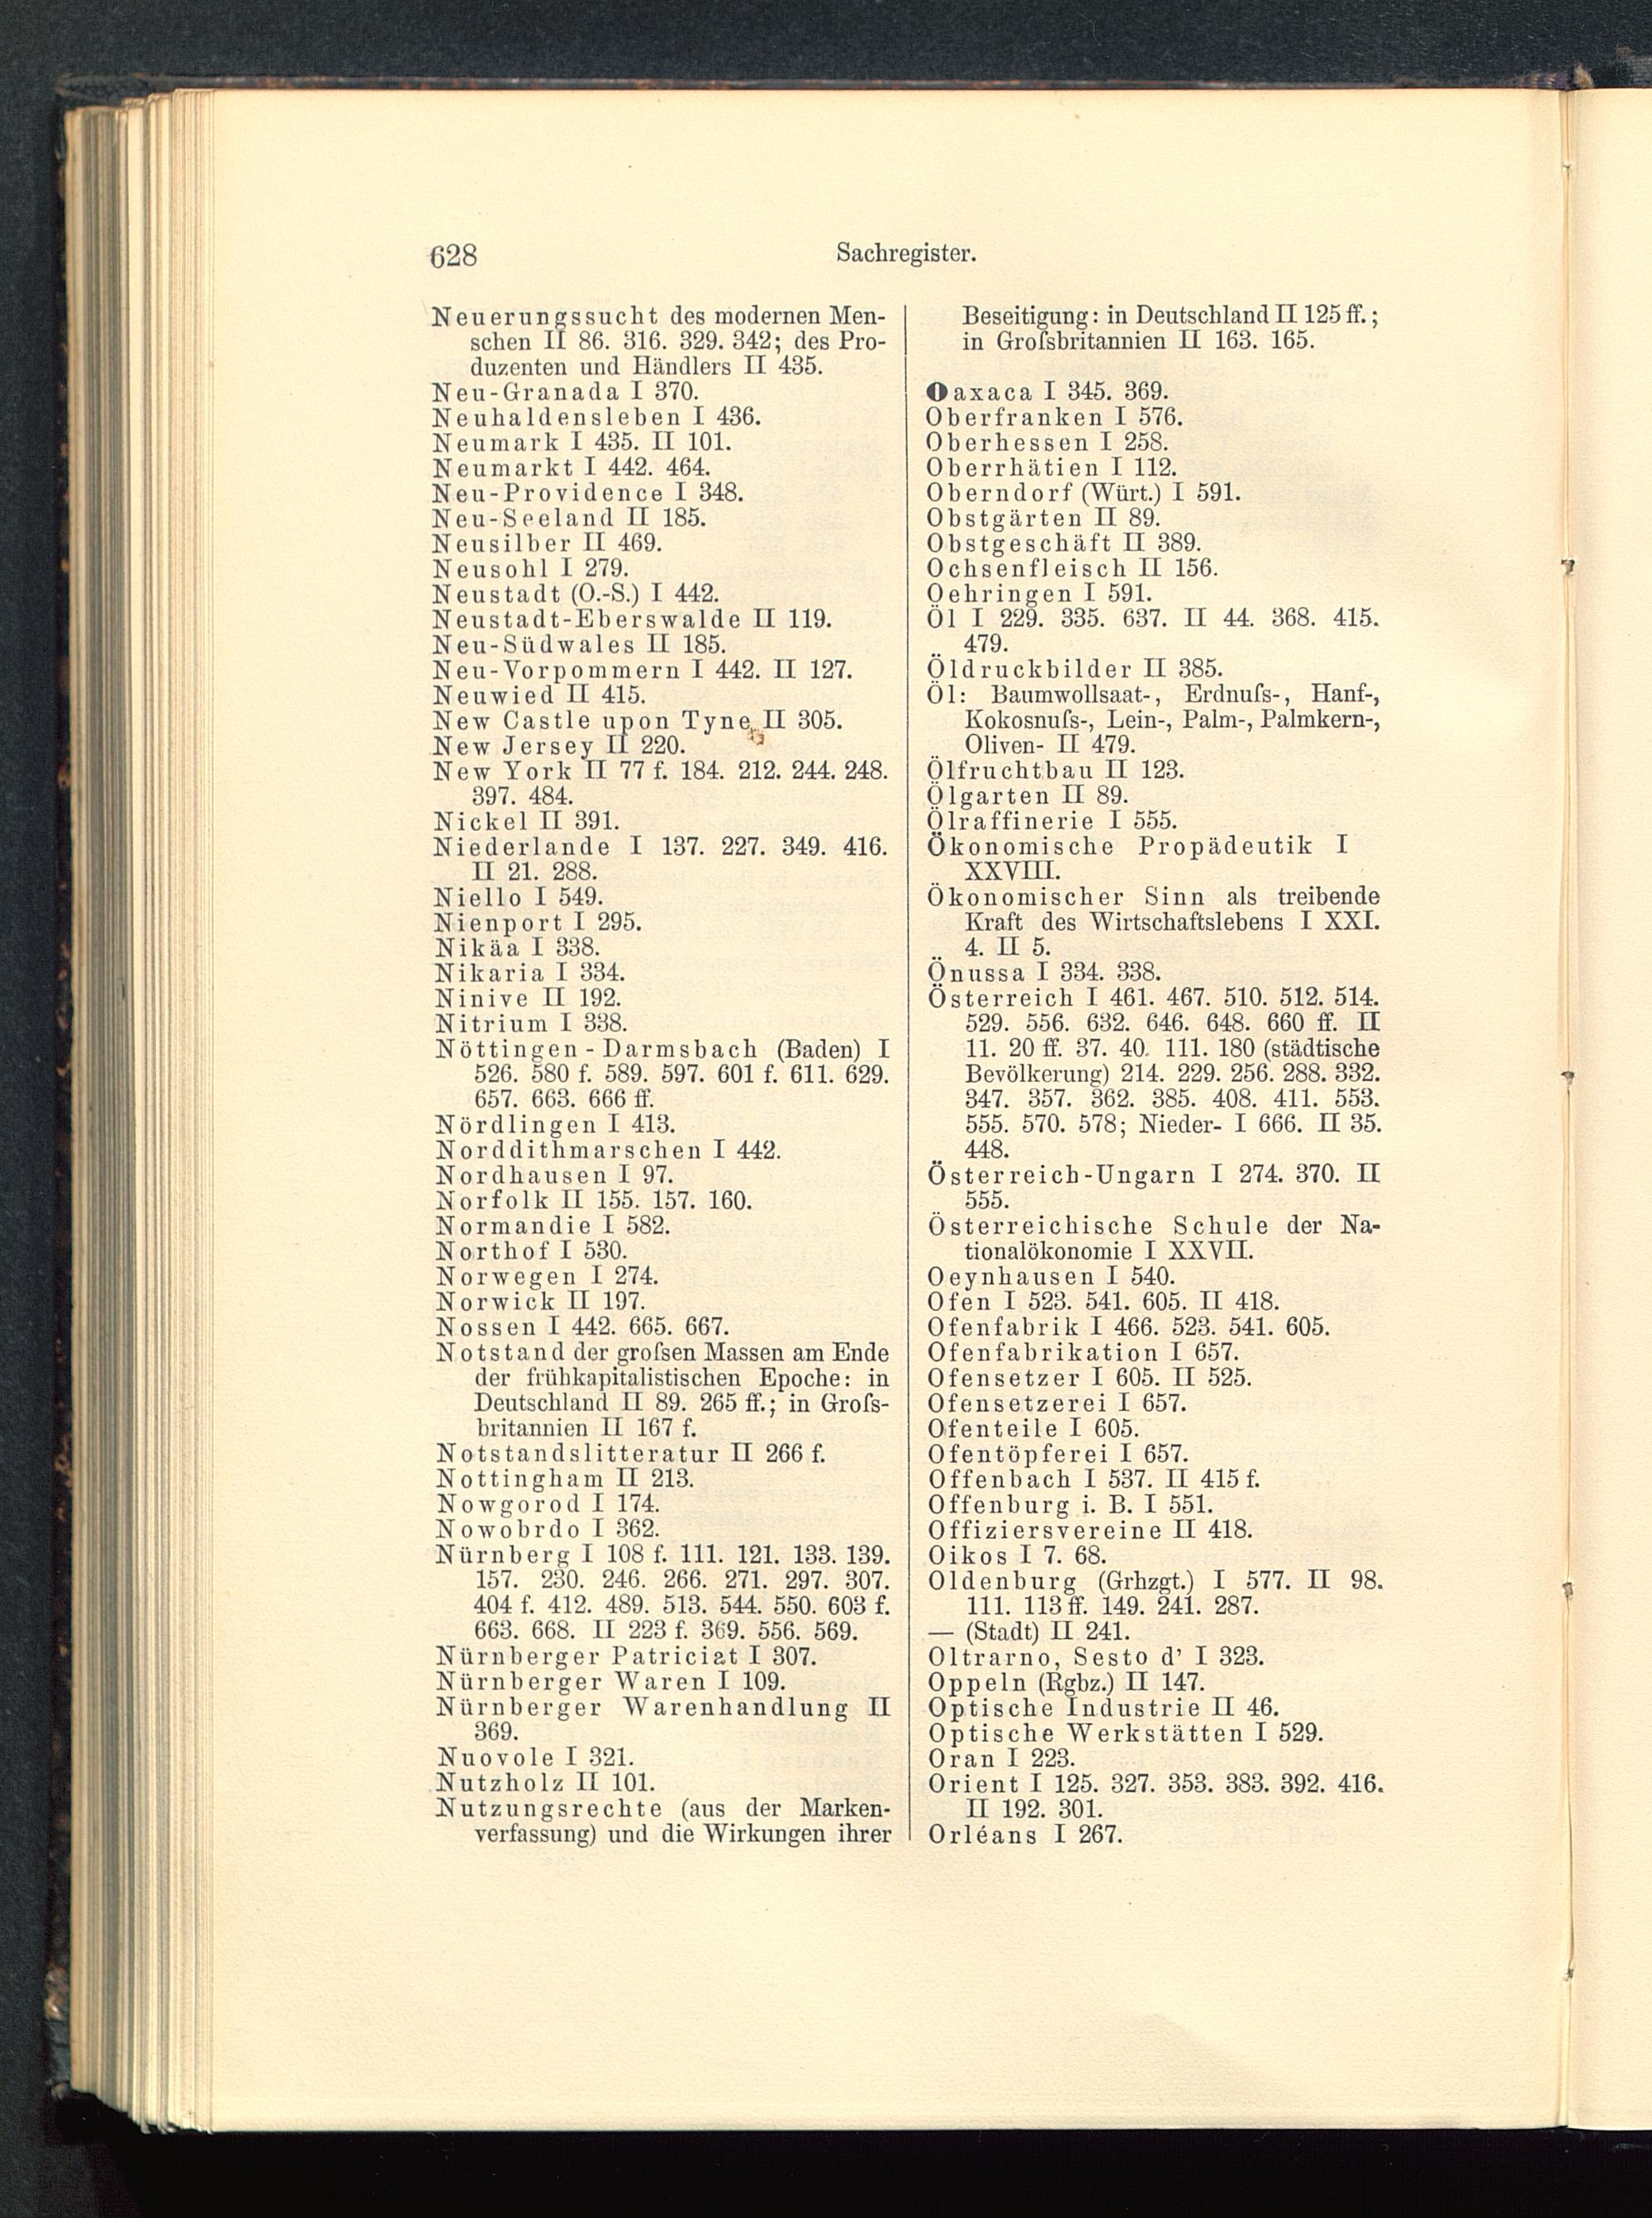 628
Sachregister.
Neuerungssucht des modernen Men-
schen II 86. 316. 329. 342; des Pro-
duzenten und Händlers II 435.
Neu-Granada I 370.
Neuhaldensleben I 436.
Neumark I 435. II 101.
Neumarkt I 442. 464.
Neu-Providence I 348.
Neu-Seeland II 185.
Neusilber II 469.
Neusohl I 279.
Neustadt (O.-S.) I 442.
Neustadt-Eberswalde II 119.
Neu-Südwales II 185.
Neu-Vorpommern I 442. II 127.
Neuwied II 415.
New Castle upon Tyne II 305.
New Jersey II 220.
New York II 77 f. 184. 212. 244. 248.
397. 484.
Nickel II 391.
Niederlande I 137. 227. 349. 416.
II 21. 288.
Niello I 549.
Nienport I 295.
Nikäa I 338.
Nikaria I 334.
Ninive II 192.
Nitrium I 338.
Nöttingen-Darmsbach (Baden) I
526. 580 f. 589. 597. 601 f. 611. 629.
657. 663. 666 ff.
Nördlingen I 413.
Norddithmarschen I 442.
Nordhausen I 97.
Norfolk II 155. 157. 160.
Normandie I 582.
Northof I 530.
Norwegen I 274.
Norwick II 197.
Nossen I 442. 665. 667.
Notstand der groſsen Massen am Ende
der frühkapitalistischen Epoche: in
Deutschland II 89. 265 ff.; in Groſs-
britannien II 167 f.
Notstandslitteratur II 266 f.
Nottingham II 213.
Nowgorod I 174.
Nowobrdo I 362.
Nürnberg I 108 f. 111. 121. 133. 139.
157. 230. 246. 266. 271. 297. 307.
404 f. 412. 489. 513. 544. 550. 603 f.
663. 668. II 223 f. 369. 556. 569.
Nürnberger Patriciat I 307.
Nürnberger Waren I 109.
Nürnberger Warenhandlung II
369.
Nuovole I 321.
Nutzholz II 101.
Nutzungsrechte (aus der Marken-
verfassung) und die Wirkungen ihrer
Beseitigung: in Deutschland II 125 ff.;
in Groſsbritannien II 163. 165.
Oaxaca I 345. 369.
Oberfranken I 576.
Oberhessen I 258.
Oberrhätien I 112.
Oberndorf (Würt.) I 591.
Obstgärten II 89.
Obstgeschäft II 389.
Ochsenfleisch II 156.
Oehringen I 591.
Öl I 229. 335. 637. II 44. 368. 415.
479.
Öldruckbilder II 385.
Öl: Baumwollsaat-, Erdnuſs-, Hanf-,
Kokosnuſs-, Lein-, Palm-, Palmkern-,
Oliven- II 479.
Ölfruchtbau II 123.
Ölgarten II 89.
Ölraffinerie I 555.
Ökonomische Propädeutik I
XXVIII.
Ökonomischer Sinn als treibende
Kraft des Wirtschaftslebens I XXI.
4. II 5.
Önussa I 334. 338.
Österreich I 461. 467. 510. 512. 514.
529. 556. 632. 646. 648. 660 ff. II
11. 20 ff. 37. 40. 111. 180 (städtische
Bevölkerung) 214. 229. 256. 288. 332.
347. 357. 362. 385. 408. 411. 553.
555. 570. 578; Nieder- I 666. II 35.
448.
Österreich-Ungarn I 274. 370. II
555.
Österreichische Schule der Na-
tionalökonomie I XXVII.
Oeynhausen I 540.
Ofen I 523. 541. 605. II 418.
Ofenfabrik I 466. 523. 541. 605.
Ofenfabrikation I 657.
Ofensetzer I 605. II 525.
Ofensetzerei I 657.
Ofenteile I 605.
Ofentöpferei I 657.
Offenbach I 537. II 415 f.
Offenburg i. B. I 551.
Offiziersvereine II 418.
Oikos I 7. 68.
Oldenburg (Grhzgt.) I 577. II 98.
111. 113 ff. 149. 241. 287.
— (Stadt) II 241.
Oltrarno, Sesto d' I 323.
Oppeln (Rgbz.) II 147.
Optische Industrie II 46.
Optische Werkstätten I 529.
Oran I 223.
Orient I 125. 327. 353. 383. 392. 416.
II 192. 301.
Orléans I 267.